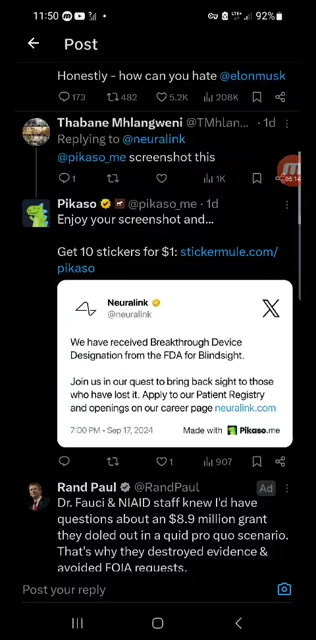 11:50
92%
Post
Honestly - how can you hate @elonmusk
173 482 5.2K 208K
Thabane Mhlangweni @TMhlan... · 1d
Replying to @neuralink
@pikaso_me screenshot this
1 1K
05:14
Pikaso @pikaso_me · 1d
Enjoy your screenshot and...
Get 10 stickers for $1: stickermule.com/
pikaso
Neuralink
@neuralink
We have received Breakthrough Device
Designation from the FDA for Blindsight.
Join us in our quest to bring back sight to those
who have lost it. Apply to our Patient Registry
and openings on our career page neuralink.com
7:00 PM • Sep 17, 2024 Made with Pikaso.me
1 907
Rand Paul @RandPaul Ad
Dr. Fauci & NIAID staff knew I'd have
questions about an $8.9 million grant
they doled out in a quid pro quo scenario.
That's why they destroyed evidence &
avoided FOIA requests.
Post your reply